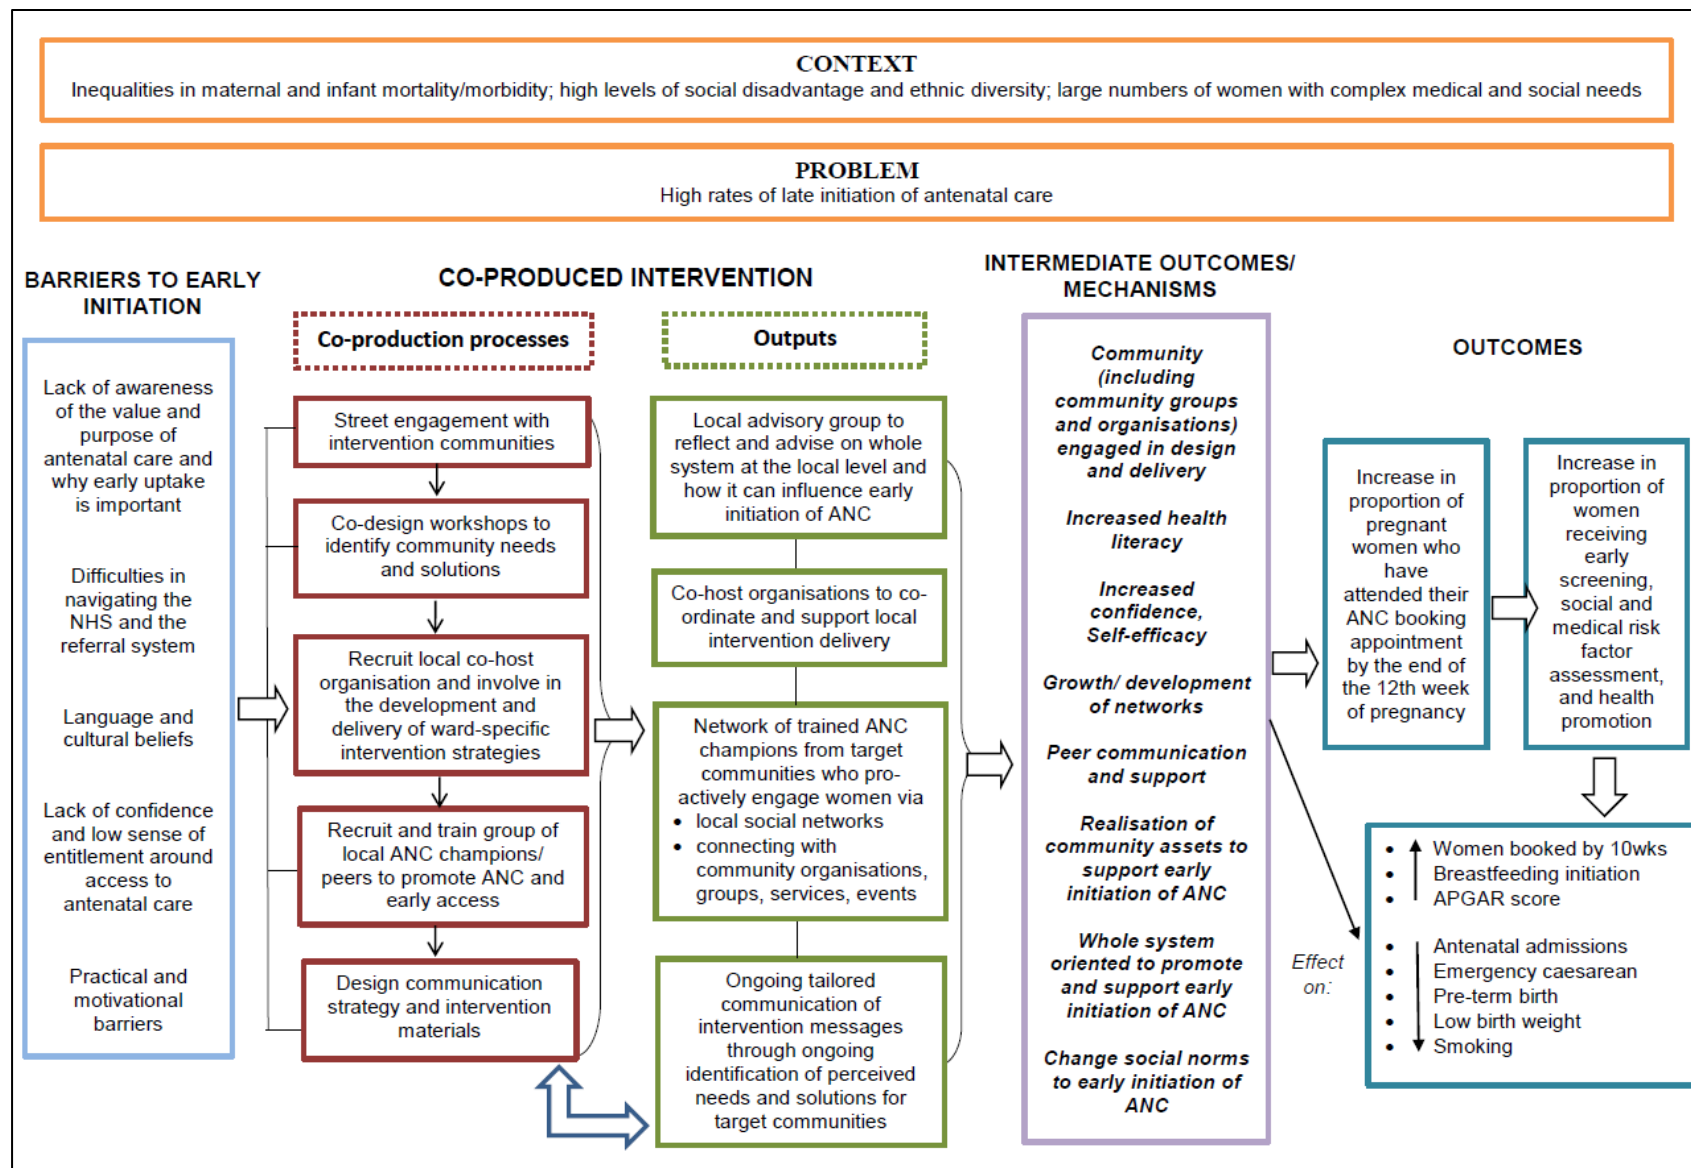 CONTEXT
Inequalities in maternal and infant mortality/morbidity; high levels of social disadvantage and ethnic diversity; large numbers of women with complex medical and social needs
PROBLEM
High rates of late initiation of antenatal care
BARRIERS TO EARLY
INITIATION
Lack of awareness
of the value and
purpose of
antenatal care and
why early uptake
is important
Difficulties in
navigating the
NHS and the
referral system
Language and
cultural beliefs
Lack of confidence
and low sense of
entitlement around
access to
antenatal care
Practical and
motivational
barriers
CO-PRODUCED INTERVENTION
Co-production processes
Street engagement with
intervention communities
Co-design workshops to
identify community needs
and solutions
Recruit local co-host
organisation and involve in
the development and
delivery of ward-specific
intervention strategies
Recruit and train group of
local ANC champions/
peers to promote ANC and
early access
Design communication
strategy and intervention
materials
Outputs
Local advisory group to
reflect and advise on whole
system at the local level and
how it can influence early
initiation of ANC
Co-host organisations to co-
ordinate and support local
intervention delivery
Network of trained ANC
champions from target
communities who pro-
actively engage women via
• local social networks
• connecting with
community organisations,
groups, services, events
Ongoing tailored
communication of
intervention messages
through ongoing
identification of perceived
needs and solutions for
target communities
INTERMEDIATE OUTCOMES/
MECHANISMS
Community
(including
community groups
and organisations)
engaged in design
and delivery
Increased health
literacy
Increased
confidence,
Self-efficacy
Growth/ development
of networks
Peer communication
and support
Realisation of
community assets to
support early
initiation of ANC
Whole system
oriented to promote
and support early
initiation of ANC
Change social norms
to early initiation of
ANC
OUTCOMES
Increase in
proportion of
pregnant
women who
have
attended their
ANC booking
appointment
by the end of
the 12th week
of pregnancy
Increase in
proportion of
women
receiving
early
screening,
social and
medical risk
factor
assessment,
and health
promotion
Effect
on:
• Women booked by 10wks
• Breastfeeding initiation
• APGAR score
• Antenatal admissions
• Emergency caesarean
• Pre-term birth
• Low birth weight
• Smoking